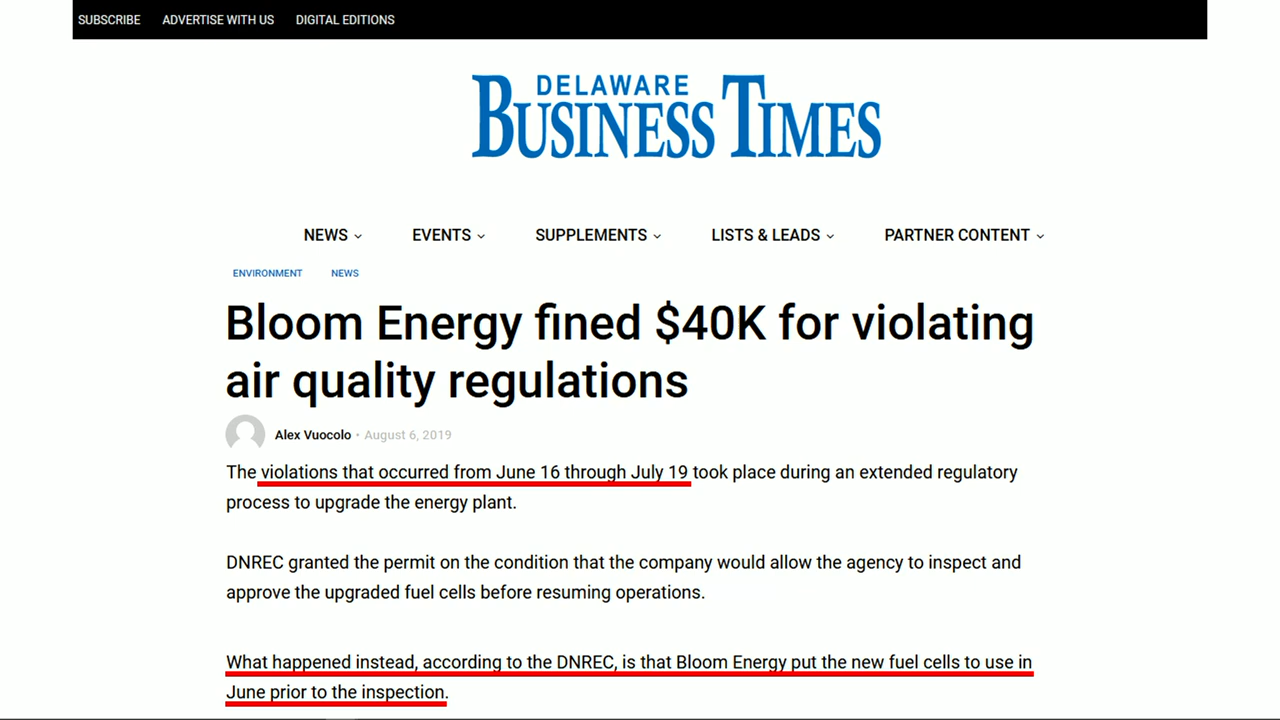 SUBSCRIBE ADVERTISE WITH US DIGITAL EDITIONS
DELAWARE
BUSINESS TIMES
NEWS EVENTS SUPPLEMENTS LISTS & LEADS PARTNER CONTENT
ENVIRONMENT NEWS
Bloom Energy fined $40K for violating
air quality regulations
Alex Vuocolo • August 6, 2019
The violations that occurred from June 16 through July 19 took place during an extended regulatory
process to upgrade the energy plant.
DNREC granted the permit on the condition that the company would allow the agency to inspect and
approve the upgraded fuel cells before resuming operations.
What happened instead, according to the DNREC, is that Bloom Energy put the new fuel cells to use in
June prior to the inspection.